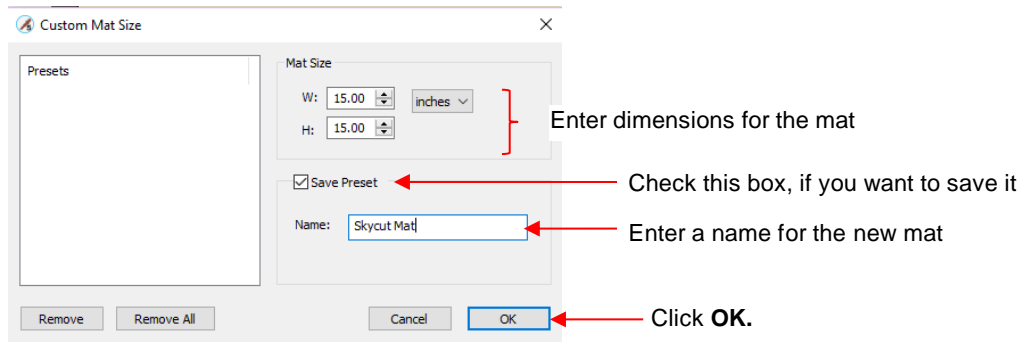 Custom Mat Size
Presets
Mat Size
W: 15.00 inches
H: 15.00
Enter dimensions for the mat
Save Preset
Check this box, if you want to save it
Name: Skycut Mat
Enter a name for the new mat
Remove Remove All Cancel OK
Click OK.